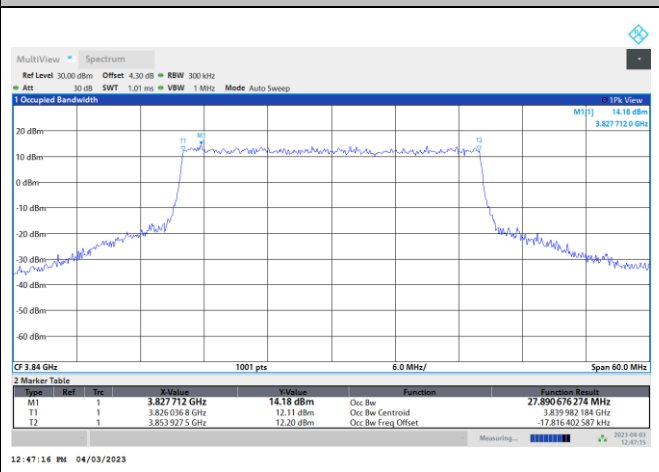 MultiView Spectrum
Ref Level 30.00 dBm Offset 4.30 dB RBW 300 kHz
Att 30 dB SWT 1.01 ms VBW 1 MHz Mode Auto Sweep
1 Occupied Bandwidth 1Pk View
M1[1] 14.18 dBm
3.827 712 0 GHz
20 dBm
T1 M1 T2
10 dBm
0 dBm
-10 dBm
-20 dBm
-30 dBm
-40 dBm
-50 dBm
-60 dBm
CF 3.84 GHz 1001 pts 6.0 MHz/ Span 60.0 MHz
2 Marker Table
Type Ref Trc X-Value Y-Value Function Function Result
M1 1 3.827 712 GHz 14.18 dBm Occ Bw 27.890 676 274 MHz
T1 1 3.826 036 8 GHz 12.11 dBm Occ Bw Centroid 3.839 982 184 GHz
T2 1 3.853 927 5 GHz 12.20 dBm Occ Bw Freq Offset -17.816 402 587 kHz
Measuring... 2023-04-03
12:47:15
12:47:16 PM 04/03/2023